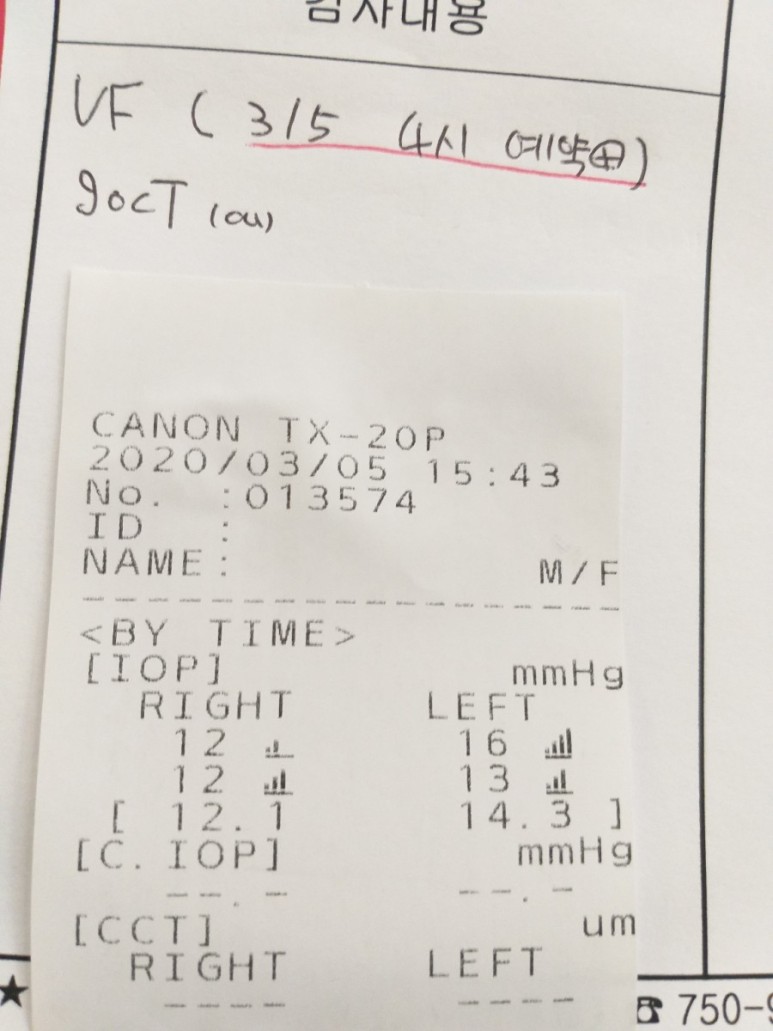 검사내용
VF ( 3/5 4시 예약田)
gocT (ou)
CANON TX-20P
2020/03/05 15:43
No. :013574
ID :
NAME: M/F
<BY TIME>
[IOP] mmHg
RIGHT LEFT
12 16
12 13
[ 12.1 14.3 ]
[C.IOP] mmHg
--.- --.-
[CCT] um
RIGHT LEFT
---- ----
★ ☎ 750-9